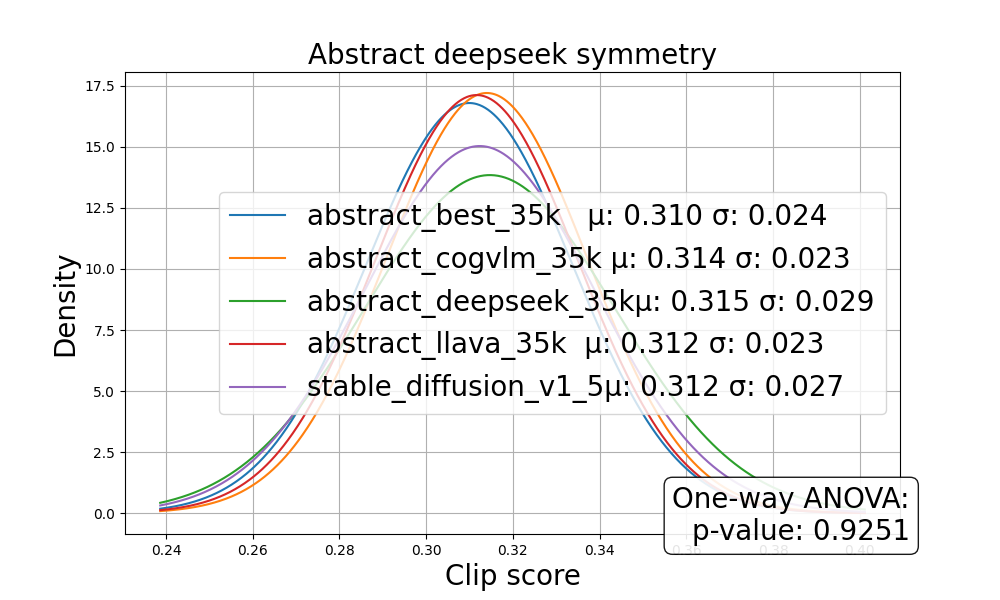 Abstract deepseek symmetry
17.5
15.0
12.5
10.0
7.5
5.0
2.5
0.0
Density
abstract_best_35k μ: 0.310 σ: 0.024
abstract_cogvlm_35k μ: 0.314 σ: 0.023
abstract_deepseek_35kμ: 0.315 σ: 0.029
abstract_llava_35k μ: 0.312 σ: 0.023
stable_diffusion_v1_5μ: 0.312 σ: 0.027
One-way ANOVA:
p-value: 0.9251
0.24 0.26 0.28 0.30 0.32 0.34 0.36 0.38 0.40
Clip score